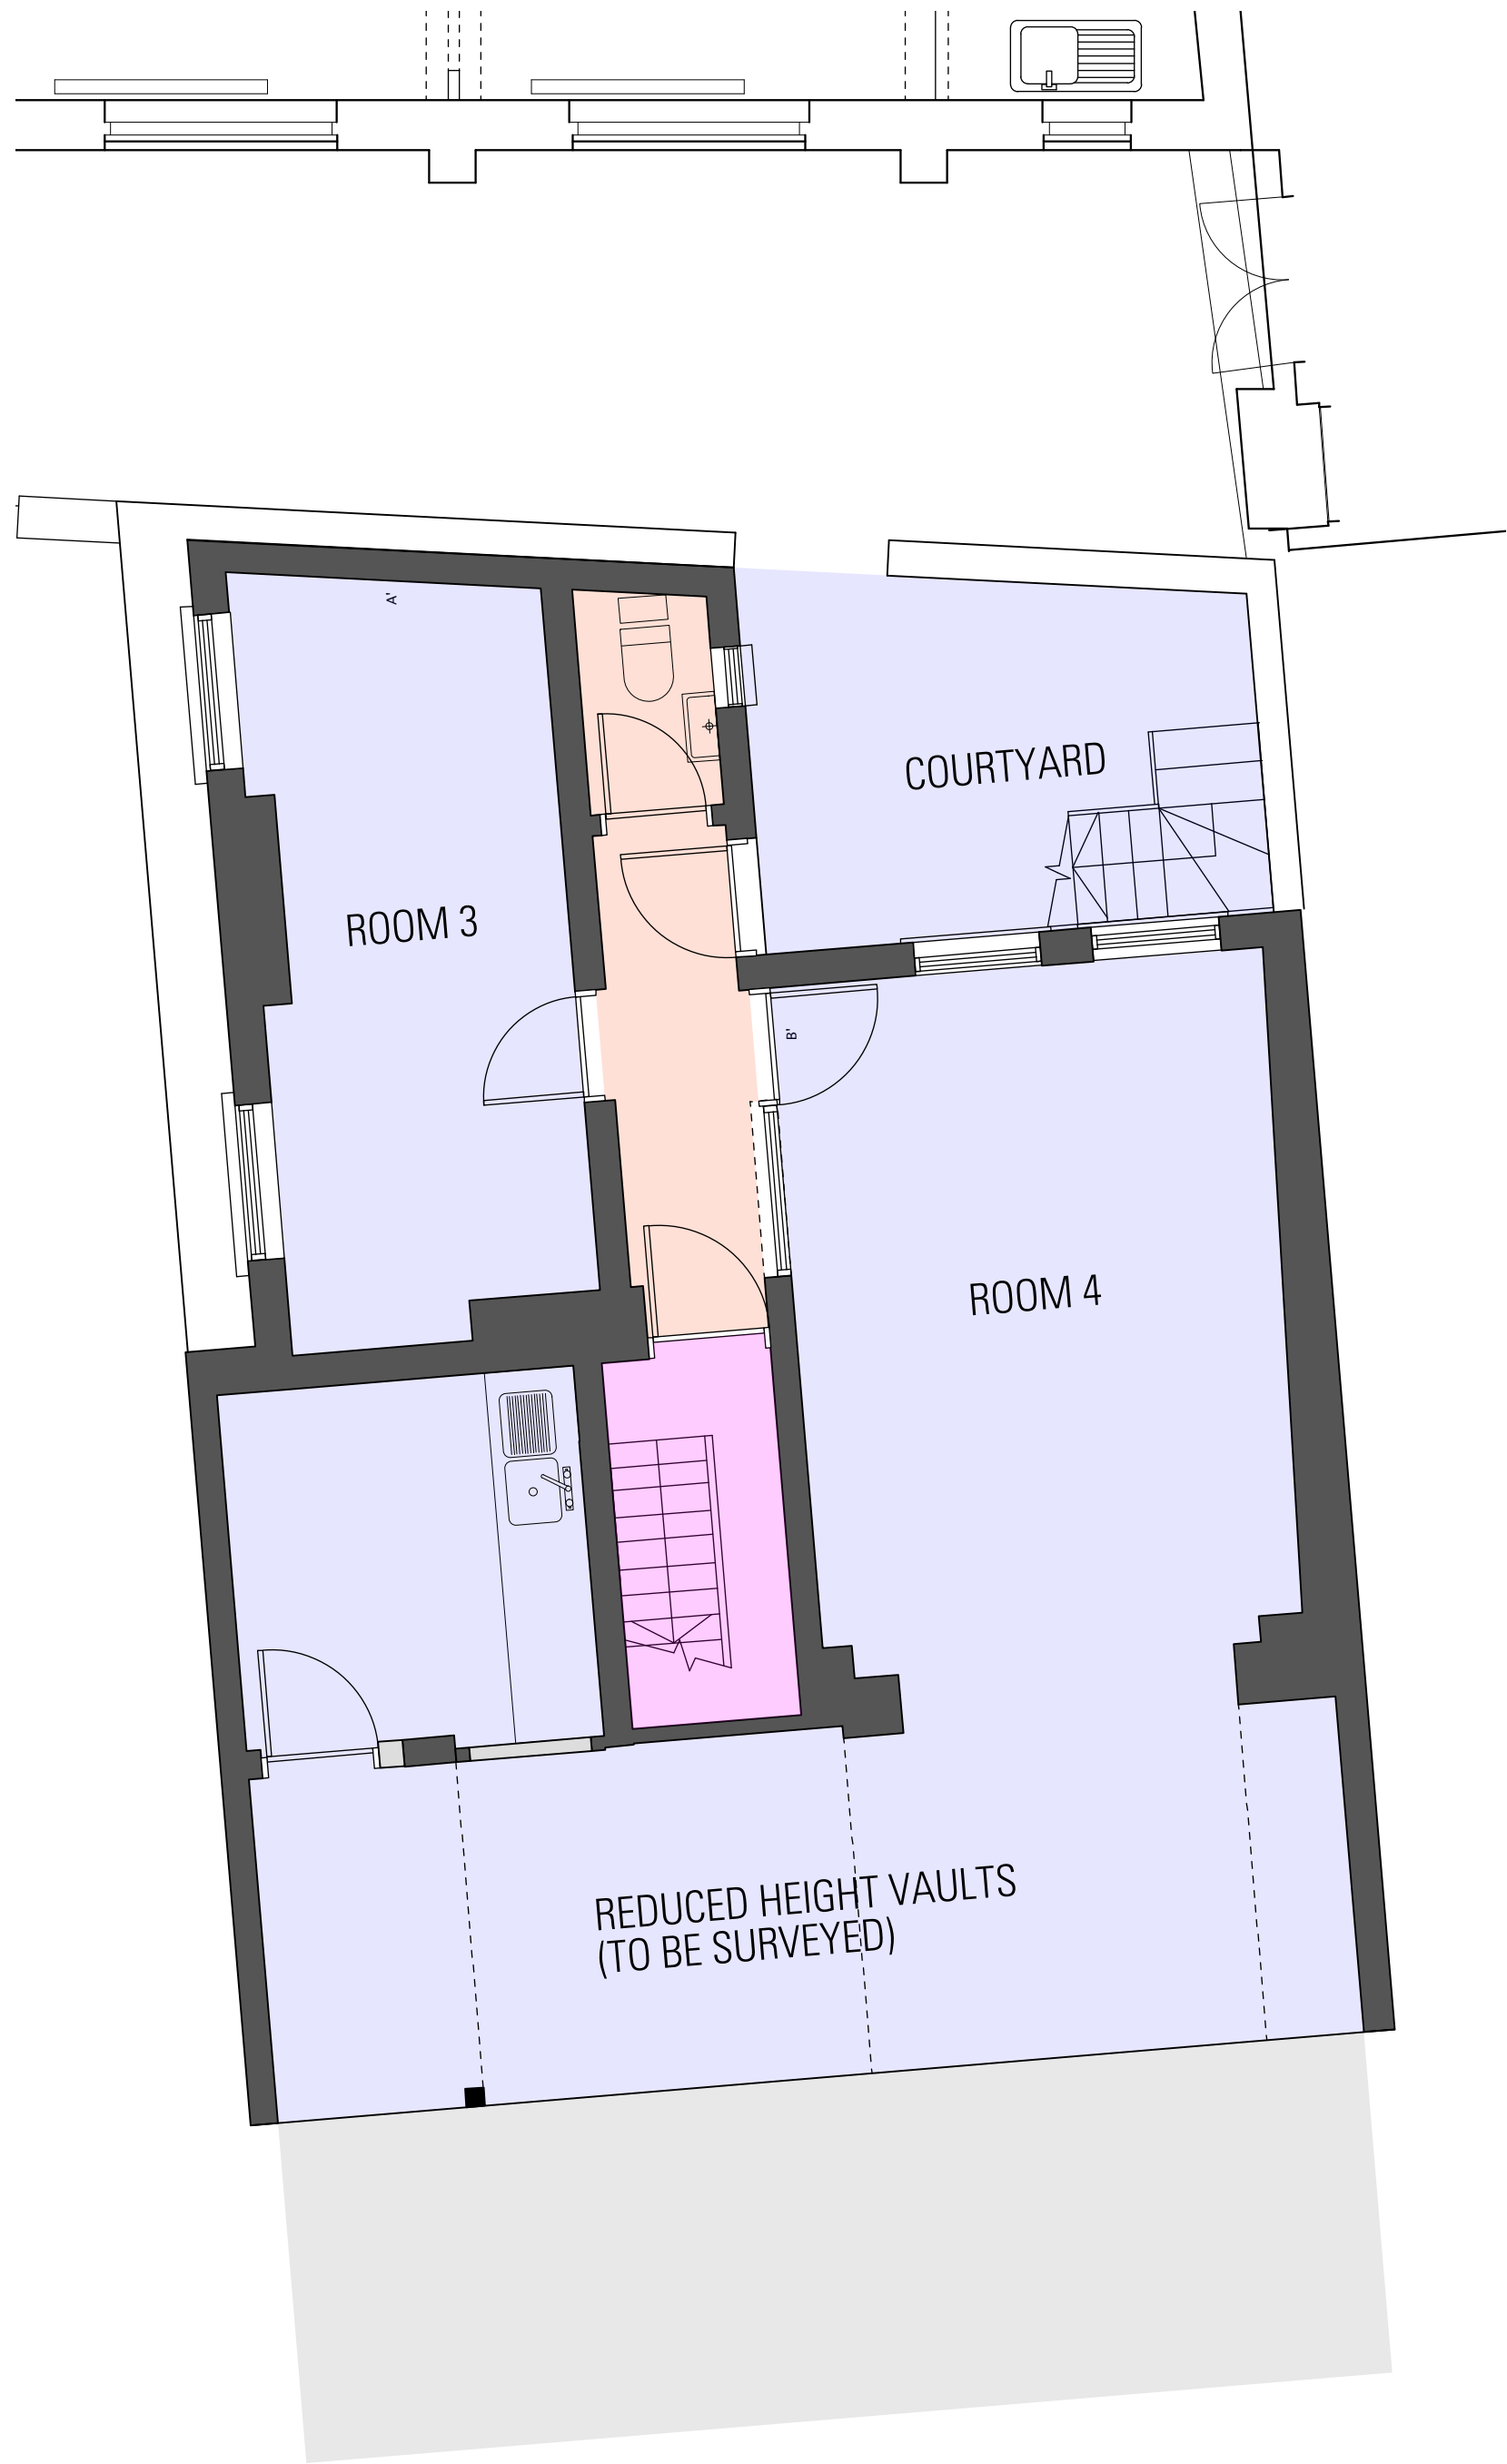 A'
COURTYARD
ROOM 3
B'
ROOM 4
REDUCED HEIGHT VAULTS
(TO BE SURVEYED)